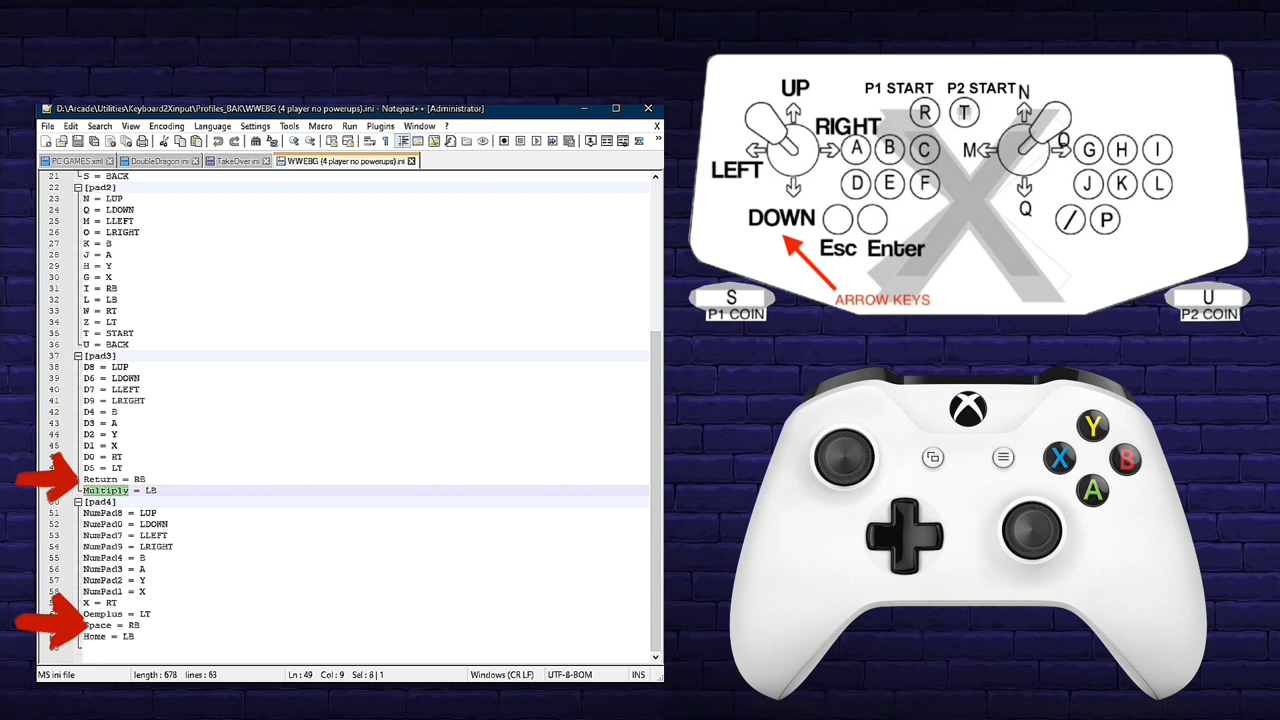 D:\Arcade\Utilities\Keyboard2Xinput\Profiles_BAK\WWEBG (4 player no powerups).ini - Notepad++ [Administrator]
File Edit Search View Encoding Language Settings Tools Macro Run Plugins Window ? X
PC GAMES.xml DoubleDragon.ini TakeOver.ini WWEBG (4 player no powerups).ini
21 S = BACK
22 [pad2]
23 N = LUP
24 Q = LDOWN
25 M = LLEFT
26 O = LRIGHT
27 K = B
28 J = A
29 H = Y
30 G = X
31 I = RB
32 L = LB
33 W = RT
34 Z = LT
35 T = START
36 U = BACK
37 [pad3]
38 D8 = LUP
39 D6 = LDOWN
40 D7 = LLEFT
41 D9 = LRIGHT
42 D4 = B
43 D3 = A
44 D2 = Y
45 D1 = X
D0 = RT
D5 = LT
Return = RB
Multiply = LB
[pad4]
51 NumPad8 = LUP
52 NumPad0 = LDOWN
53 NumPad7 = LLEFT
54 NumPad9 = LRIGHT
55 NumPad4 = B
56 NumPad3 = A
57 NumPad2 = Y
58 NumPad1 = X
X = RT
Oemplus = LT
Space = RB
Home = LB
MS ini file length : 678 lines : 63 Ln : 49 Col : 9 Sel : 8 | 1 Windows (CR LF) UTF-8-BOM INS
UP P1 START P2 START N
R T
RIGHT A B C M O G H I
LEFT D E F J K L
DOWN Q / P
Esc Enter
ARROW KEYS
S U
P1 COIN P2 COIN
X
Y
X B
A